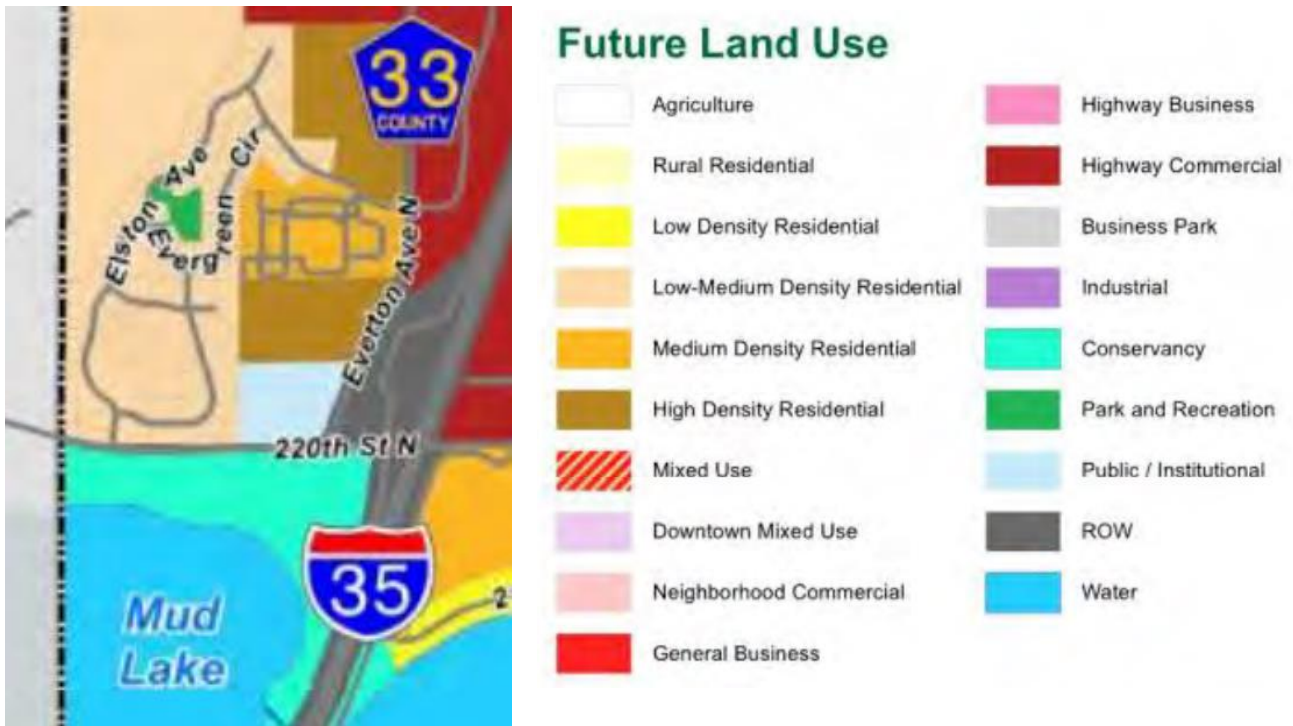 33
COUNTY
Elston Ave
Evergreen Cir
Everton Ave N
220th St N
35
Mud
Lake
2
Future Land Use
Agriculture
Rural Residential
Low Density Residential
Low-Medium Density Residential
Medium Density Residential
High Density Residential
Mixed Use
Downtown Mixed Use
Neighborhood Commercial
General Business
Highway Business
Highway Commercial
Business Park
Industrial
Conservancy
Park and Recreation
Public / Institutional
ROW
Water